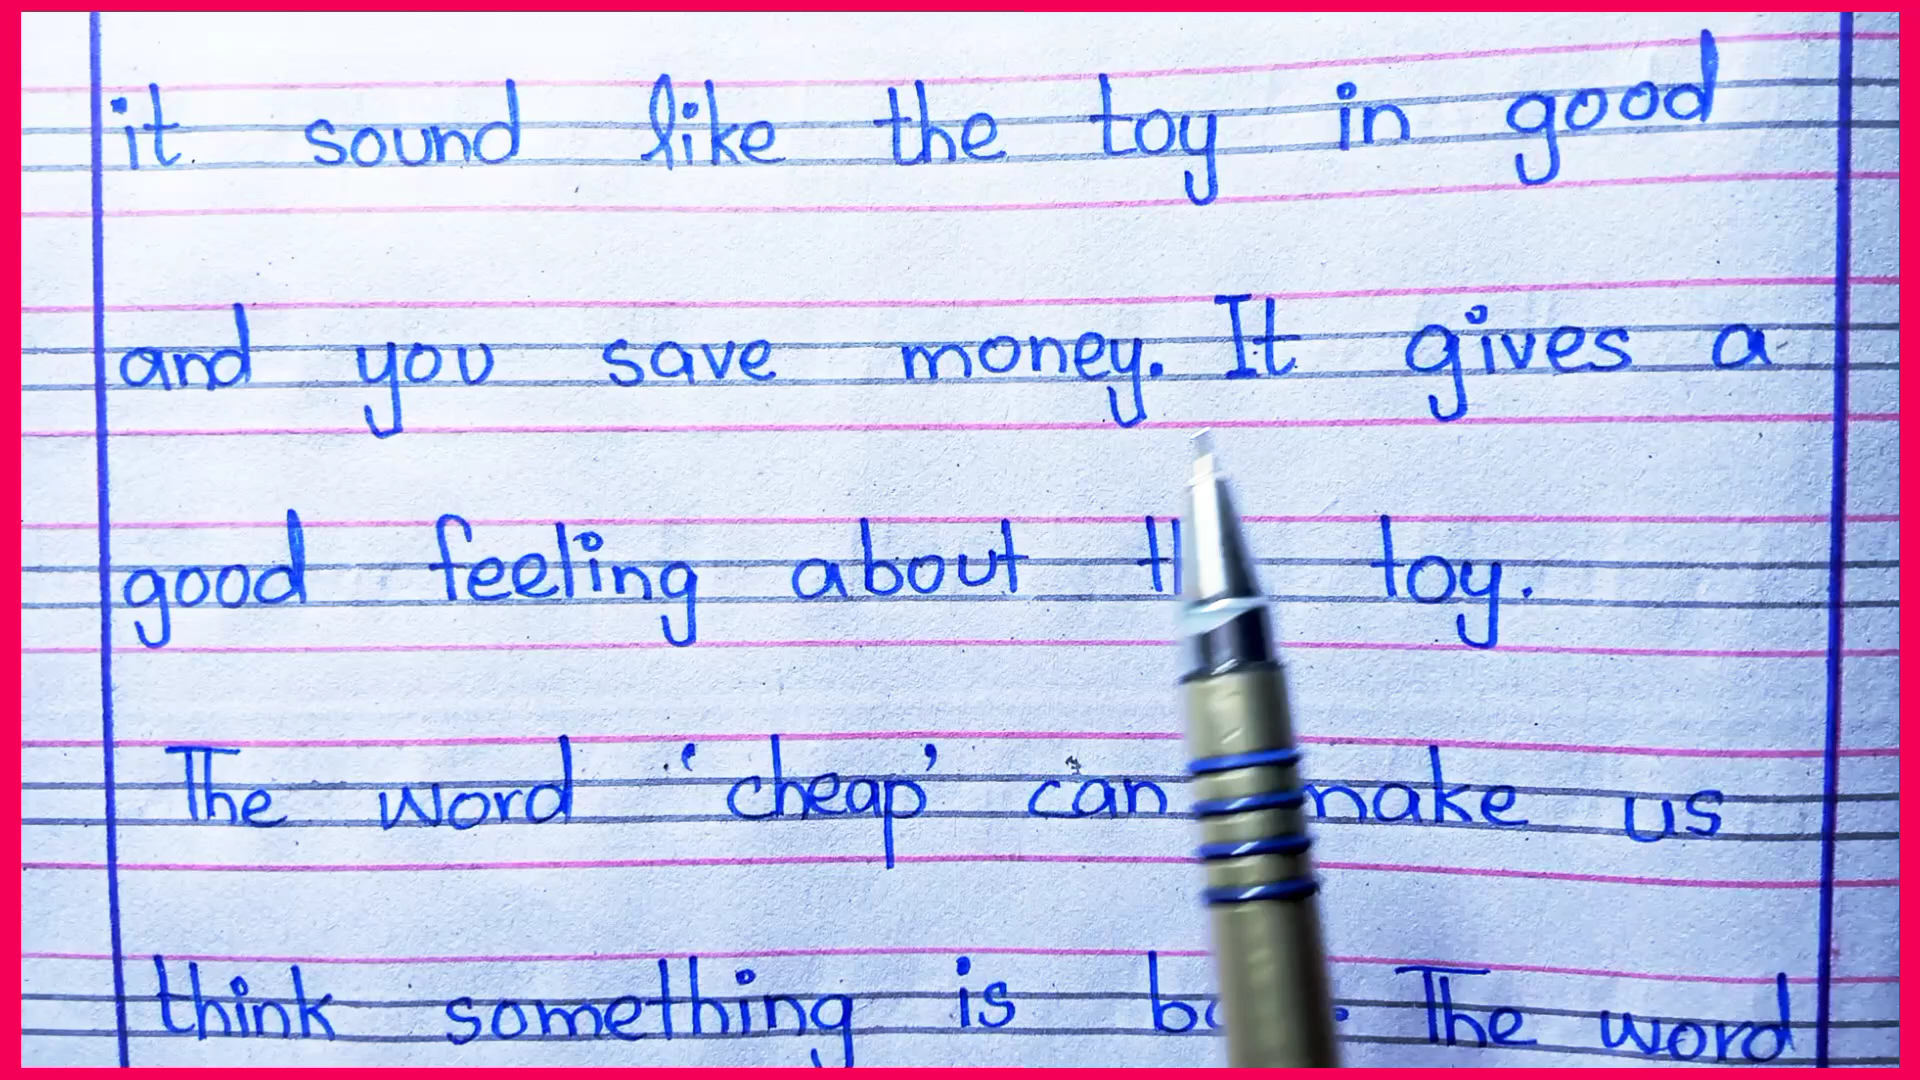 it sound like the toy in good
and you save money. It gives a
good feeling about toy.
The word 'cheap' can make us
think something is The word